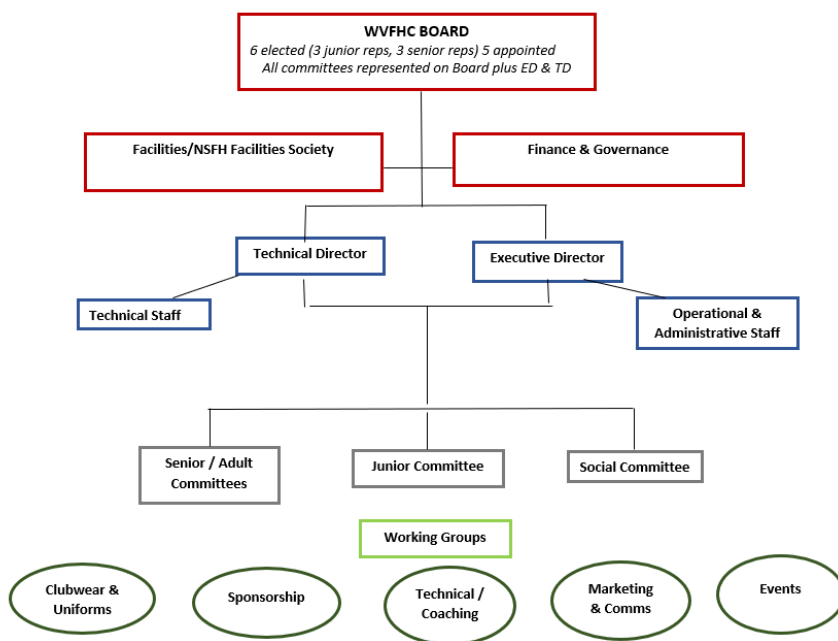 WVFHC BOARD
6 elected (3 junior reps, 3 senior reps) 5 appointed
All committees represented on Board plus ED & TD
Facilities/NSFH Facilities Society
Finance & Governance
Technical Director
Executive Director
Technical Staff
Operational &
Administrative Staff
Senior / Adult
Committees
Junior Committee
Social Committee
Working Groups
Clubwear &
Uniforms
Sponsorship
Technical /
Coaching
Marketing
& Comms
Events